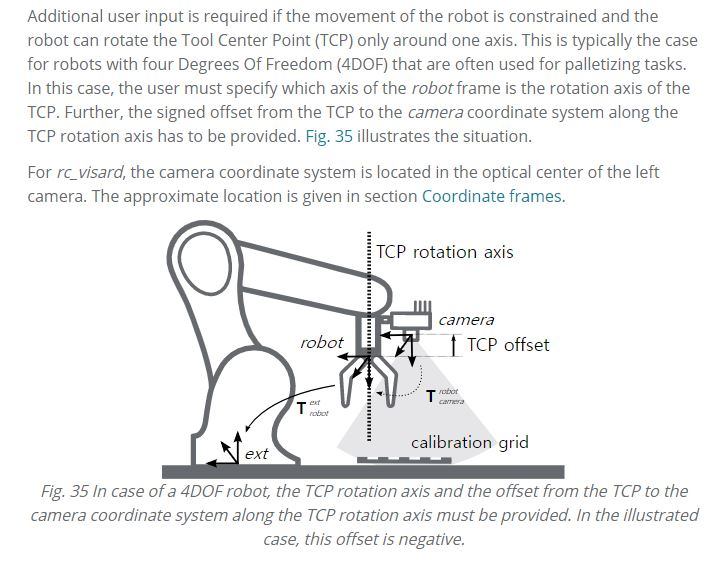 Additional user input is required if the movement of the robot is constrained and the
robot can rotate the Tool Center Point (TCP) only around one axis. This is typically the case
for robots with four Degrees Of Freedom (4DOF) that are often used for palletizing tasks.
In this case, the user must specify which axis of the robot frame is the rotation axis of the
TCP. Further, the signed offset from the TCP to the camera coordinate system along the
TCP rotation axis has to be provided. Fig. 35 illustrates the situation.
For rc_visard, the camera coordinate system is located in the optical center of the left
camera. The approximate location is given in section Coordinate frames.
TCP rotation axis
camera
robot
TCP offset
T robot camera
T ext robot
calibration grid
ext
Fig. 35 In case of a 4DOF robot, the TCP rotation axis and the offset from the TCP to the
camera coordinate system along the TCP rotation axis must be provided. In the illustrated
case, this offset is negative.